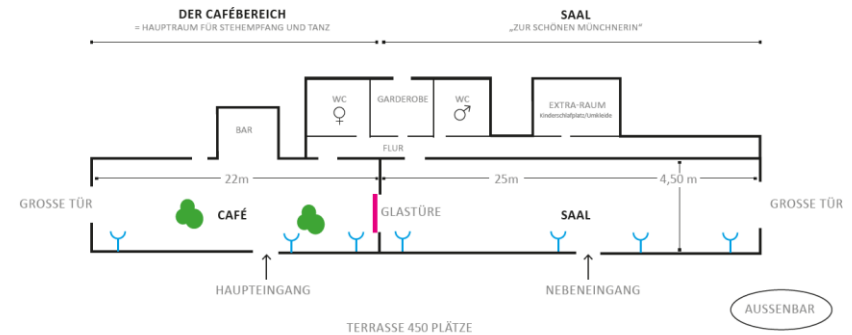 DER CAFÉBEREICH
= HAUPTRAUM FÜR STEHEMPFANG UND TANZ
SAAL
„ZUR SCHÖNEN MÜNCHNERIN“
WC
GARDEROBE
WC
EXTRA-RAUM
Kinderschlafplatz/Umkleide
BAR
FLUR
22m
25m
4,50 m
GROSSE TÜR
CAFÉ
GLASTÜRE
SAAL
GROSSE TÜR
HAUPTEINGANG
NEBENEINGANG
AUSSENBAR
TERRASSE 450 PLÄTZE